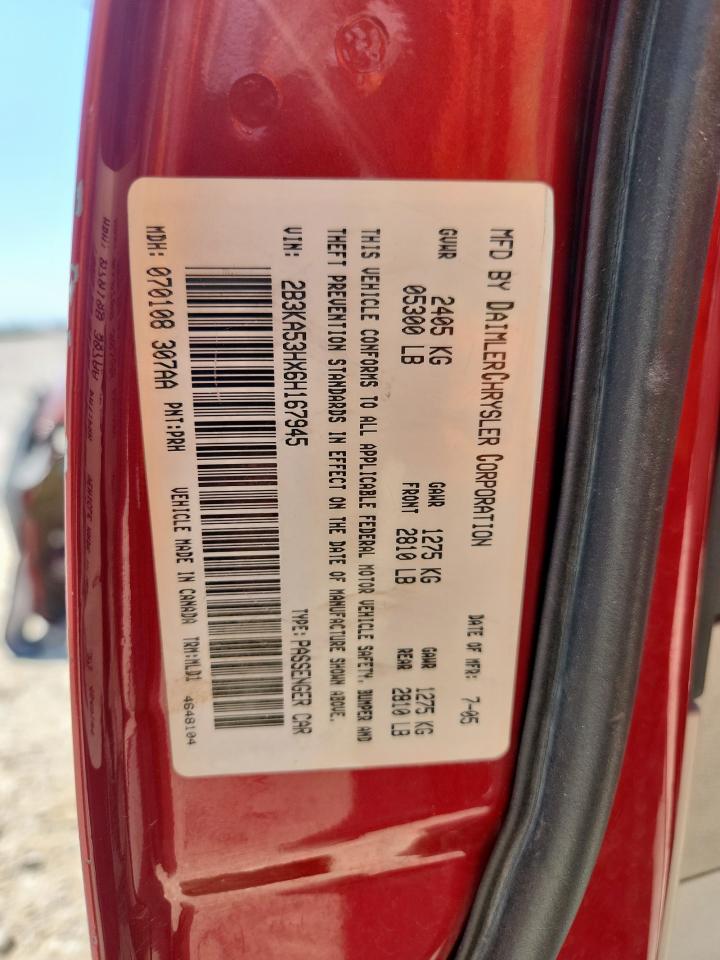 MFD BY DAIMLERCHRYSLER CORPORATION
DATE OF MFR: 7-05
GVWR 2405 KG 05300 LB
GAWR FRONT 1275 KG 2810 LB
GAWR REAR 1275 KG 2810 LB
THIS VEHICLE CONFORMS TO ALL APPLICABLE FEDERAL MOTOR VEHICLE SAFETY, BUMPER AND
THEFT PREVENTION STANDARDS IN EFFECT ON THE DATE OF MANUFACTURE SHOWN ABOVE.
VIN: 2B3KA53HX6H167945
TYPE: PASSENGER CAR
MDH: 070108 307AA PNT:PRH VEHICLE MADE IN CANADA TRM:MLD1
4648104